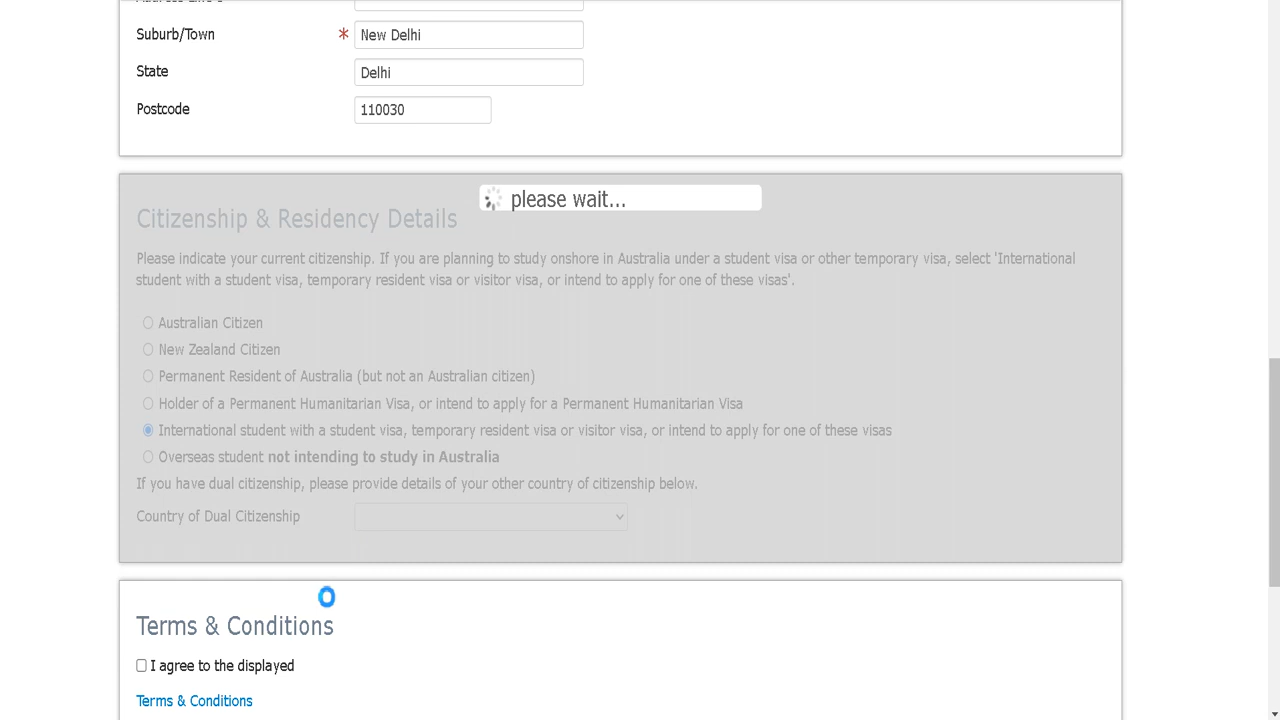 Suburb/Town * New Delhi
State Delhi
Postcode 110030
please wait...
Citizenship & Residency Details
Please indicate your current citizenship. If you are planning to study onshore in Australia under a student visa or other temporary visa, select 'International
student with a student visa, temporary resident visa or visitor visa, or intend to apply for one of these visas'.
Australian Citizen
New Zealand Citizen
Permanent Resident of Australia (but not an Australian citizen)
Holder of a Permanent Humanitarian Visa, or intend to apply for a Permanent Humanitarian Visa
International student with a student visa, temporary resident visa or visitor visa, or intend to apply for one of these visas
Overseas student not intending to study in Australia
If you have dual citizenship, please provide details of your other country of citizenship below.
Country of Dual Citizenship
Terms & Conditions
I agree to the displayed
Terms & Conditions